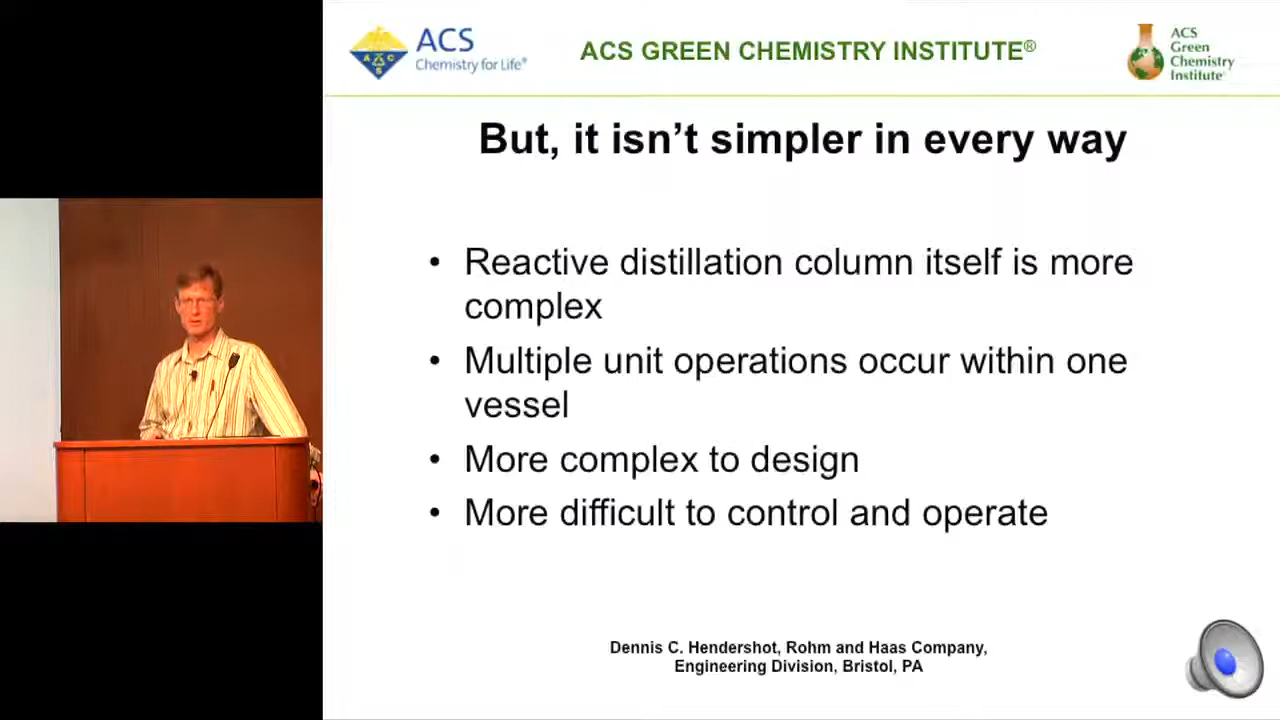 ACS
Chemistry for Life®
ACS GREEN CHEMISTRY INSTITUTE®
ACS
Green
Chemistry
Institute®
But, it isn't simpler in every way
• Reactive distillation column itself is more
complex
• Multiple unit operations occur within one
vessel
• More complex to design
• More difficult to control and operate
Dennis C. Hendershot, Rohm and Haas Company,
Engineering Division, Bristol, PA